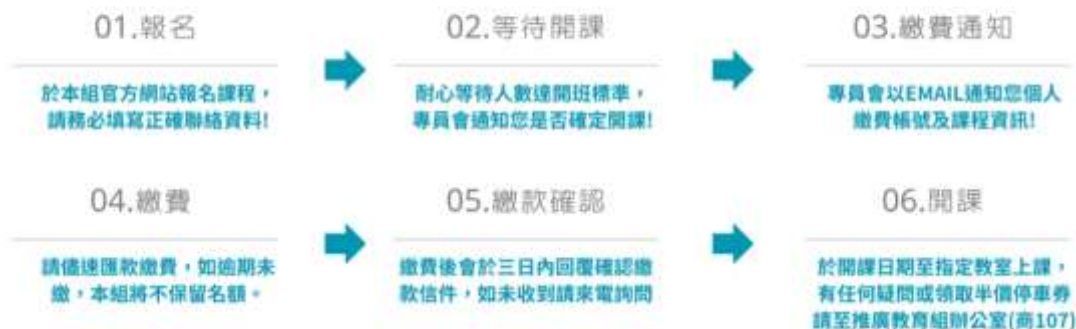 01.報名
於本組官方網站報名課程，
請務必填寫正確聯絡資料!
02.等待開課
耐心等待人數達開班標準，
專員會通知您是否確定開課!
03.繳費通知
專員會以EMAIL通知您個人
繳費帳號及課程資訊!
04.繳費
請儘速匯款繳費，如逾期未
繳，本組將不保留名額。
05.繳款確認
繳費後會於三日內回覆確認繳
款信件，如未收到請來電詢問
06.開課
於開課日期至指定教室上課，
有任何疑問或領取半價停車券
請至推廣教育組辦公室(商107)